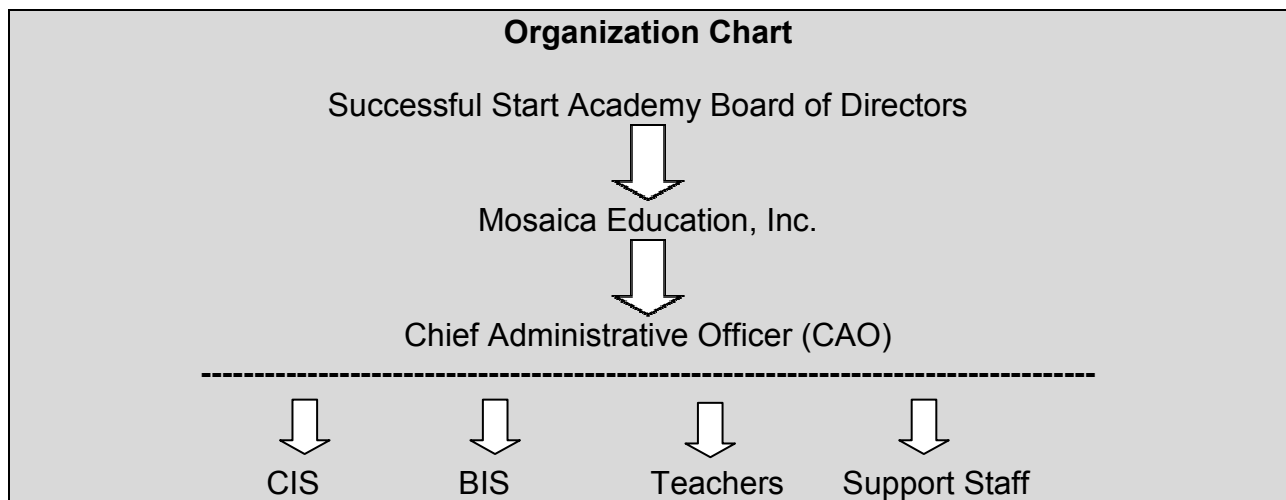 Organization Chart
Successful Start Academy Board of Directors
Mosaica Education, Inc.
Chief Administrative Officer (CAO)
CIS BIS Teachers Support Staff